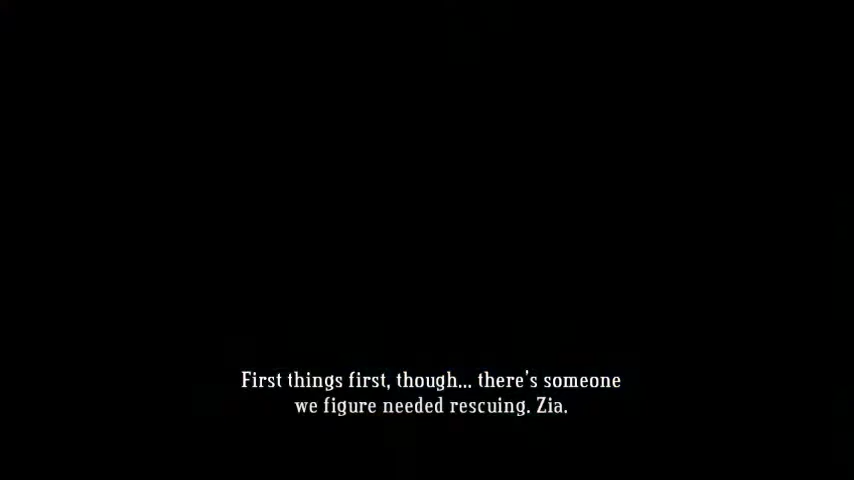 First things first, though... there's someone
we figure needed rescuing. Zia.